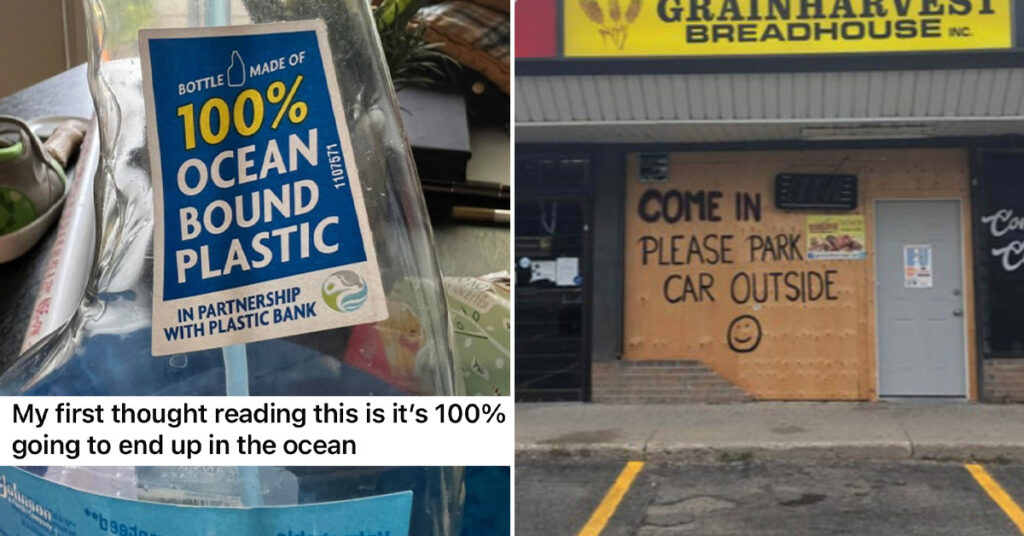 BOTTLE MADE OF
100%
OCEAN
BOUND
PLASTIC
1107571
IN PARTNERSHIP
WITH PLASTIC BANK
My first thought reading this is it's 100%
going to end up in the ocean
Johnson
GRAINHARVEST
BREADHOUSE INC.
COME IN
PLEASE PARK
CAR OUTSIDE